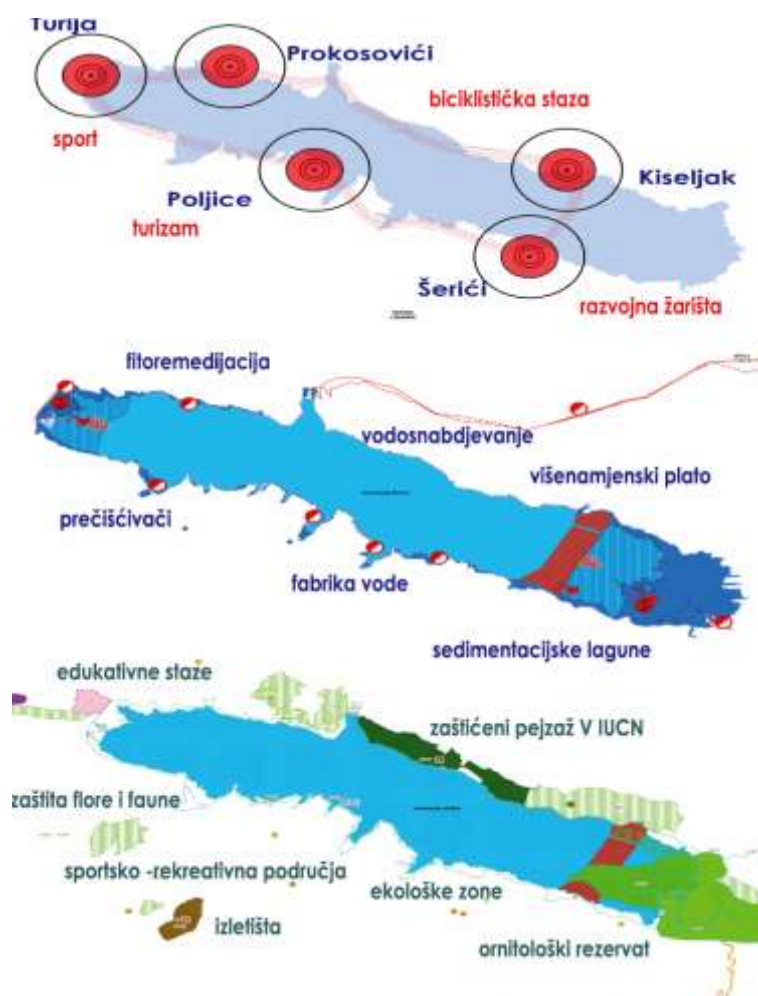 Turija
Prokosovići
biciklistička staza
sport
Kiseljak
Poljice
turizam
Šerići
razvojna žarišta
fitoremedijacija
vodosnabdjevanje
višenamjenski plato
prečišćivači
fabrika vode
sedimentacijske lagune
edukativne staze
zaštićeni pejzaž V IUCN
zaštita flore i faune
sportsko -rekreativna područja
ekološke zone
izletišta
ornitološki rezervat